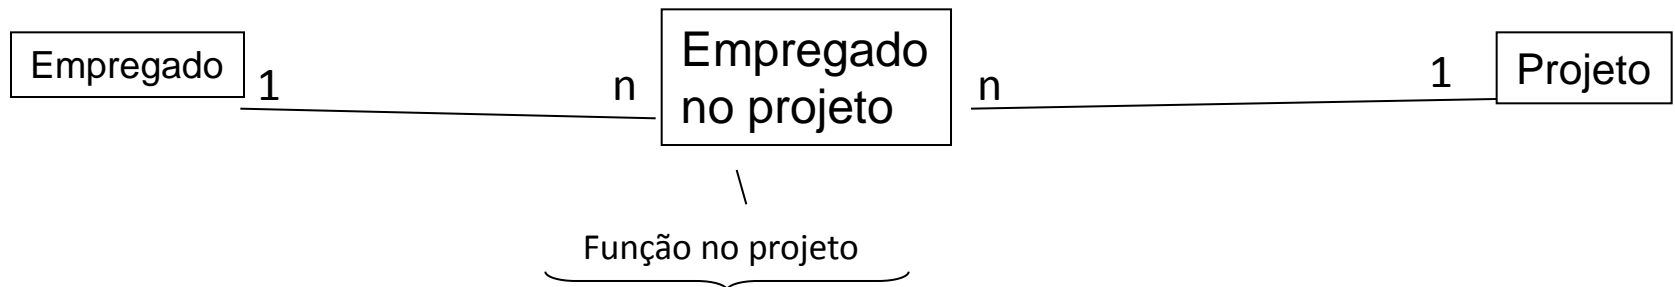 Empregado
1
n
Empregado
no projeto
n
1
Projeto
Função no projeto